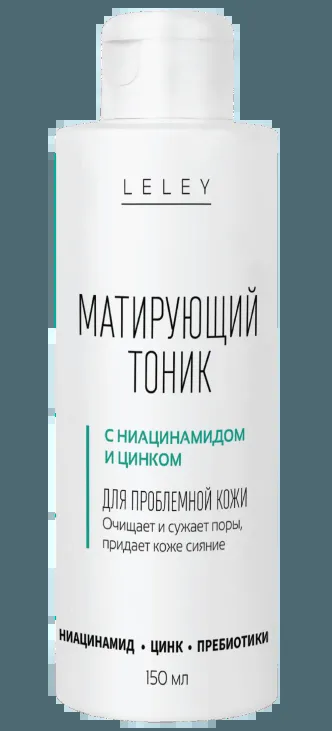 LELEY
МАТИРУЮЩИЙ
ТОНИК
С НИАЦИНАМИДОМ
И ЦИНКОМ
ДЛЯ ПРОБЛЕМНОЙ КОЖИ
Очищает и сужает поры,
придает коже сияние
НИАЦИНАМИД • ЦИНК • ПРЕБИОТИКИ
150 мл